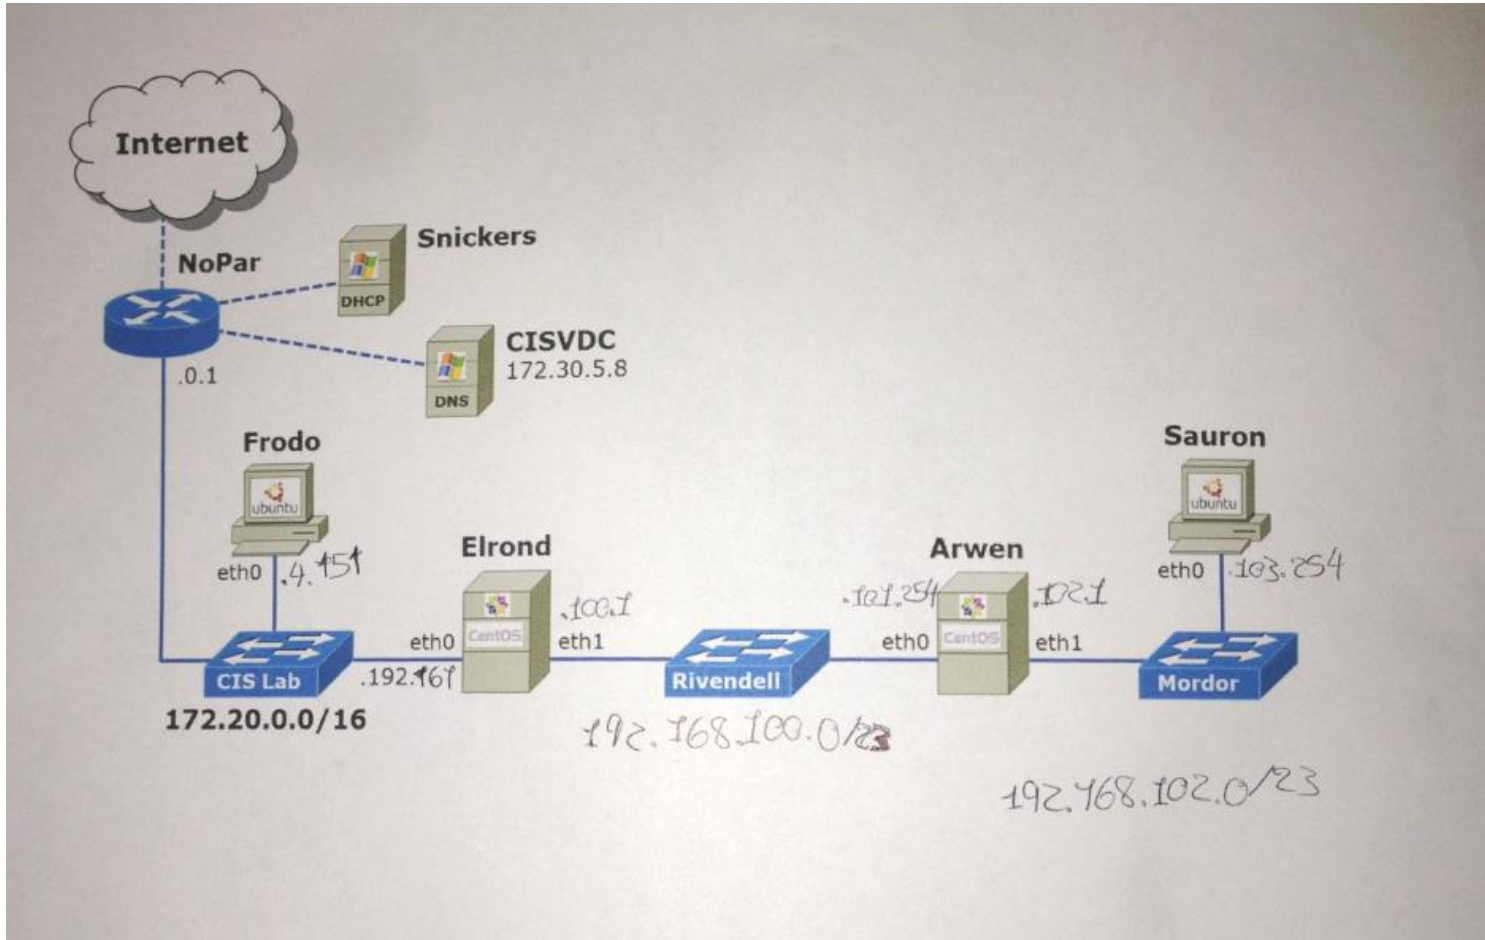 Internet
NoPar
Snickers
DHCP
CISVDC
172.30.5.8
DNS
.0.1
Frodo
ubuntu
eth0 .4.151
Elrond
CentOS
.100.1
eth0
eth1
.192.161
CIS Lab
172.20.0.0/16
Rivendell
192.168.100.0/23
Arwen
.101.254
CentOS
.102.1
eth0
eth1
Sauron
ubuntu
eth0 .103.254
Mordor
192.168.102.0/23